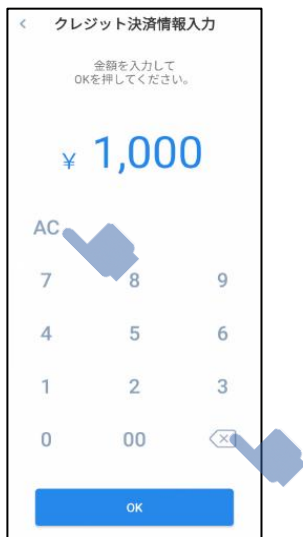 クレジット決済情報入力
金額を入力して
OKを押してください。
¥ 1,000
AC
7 8 9
4 5 6
1 2 3
0 00
OK